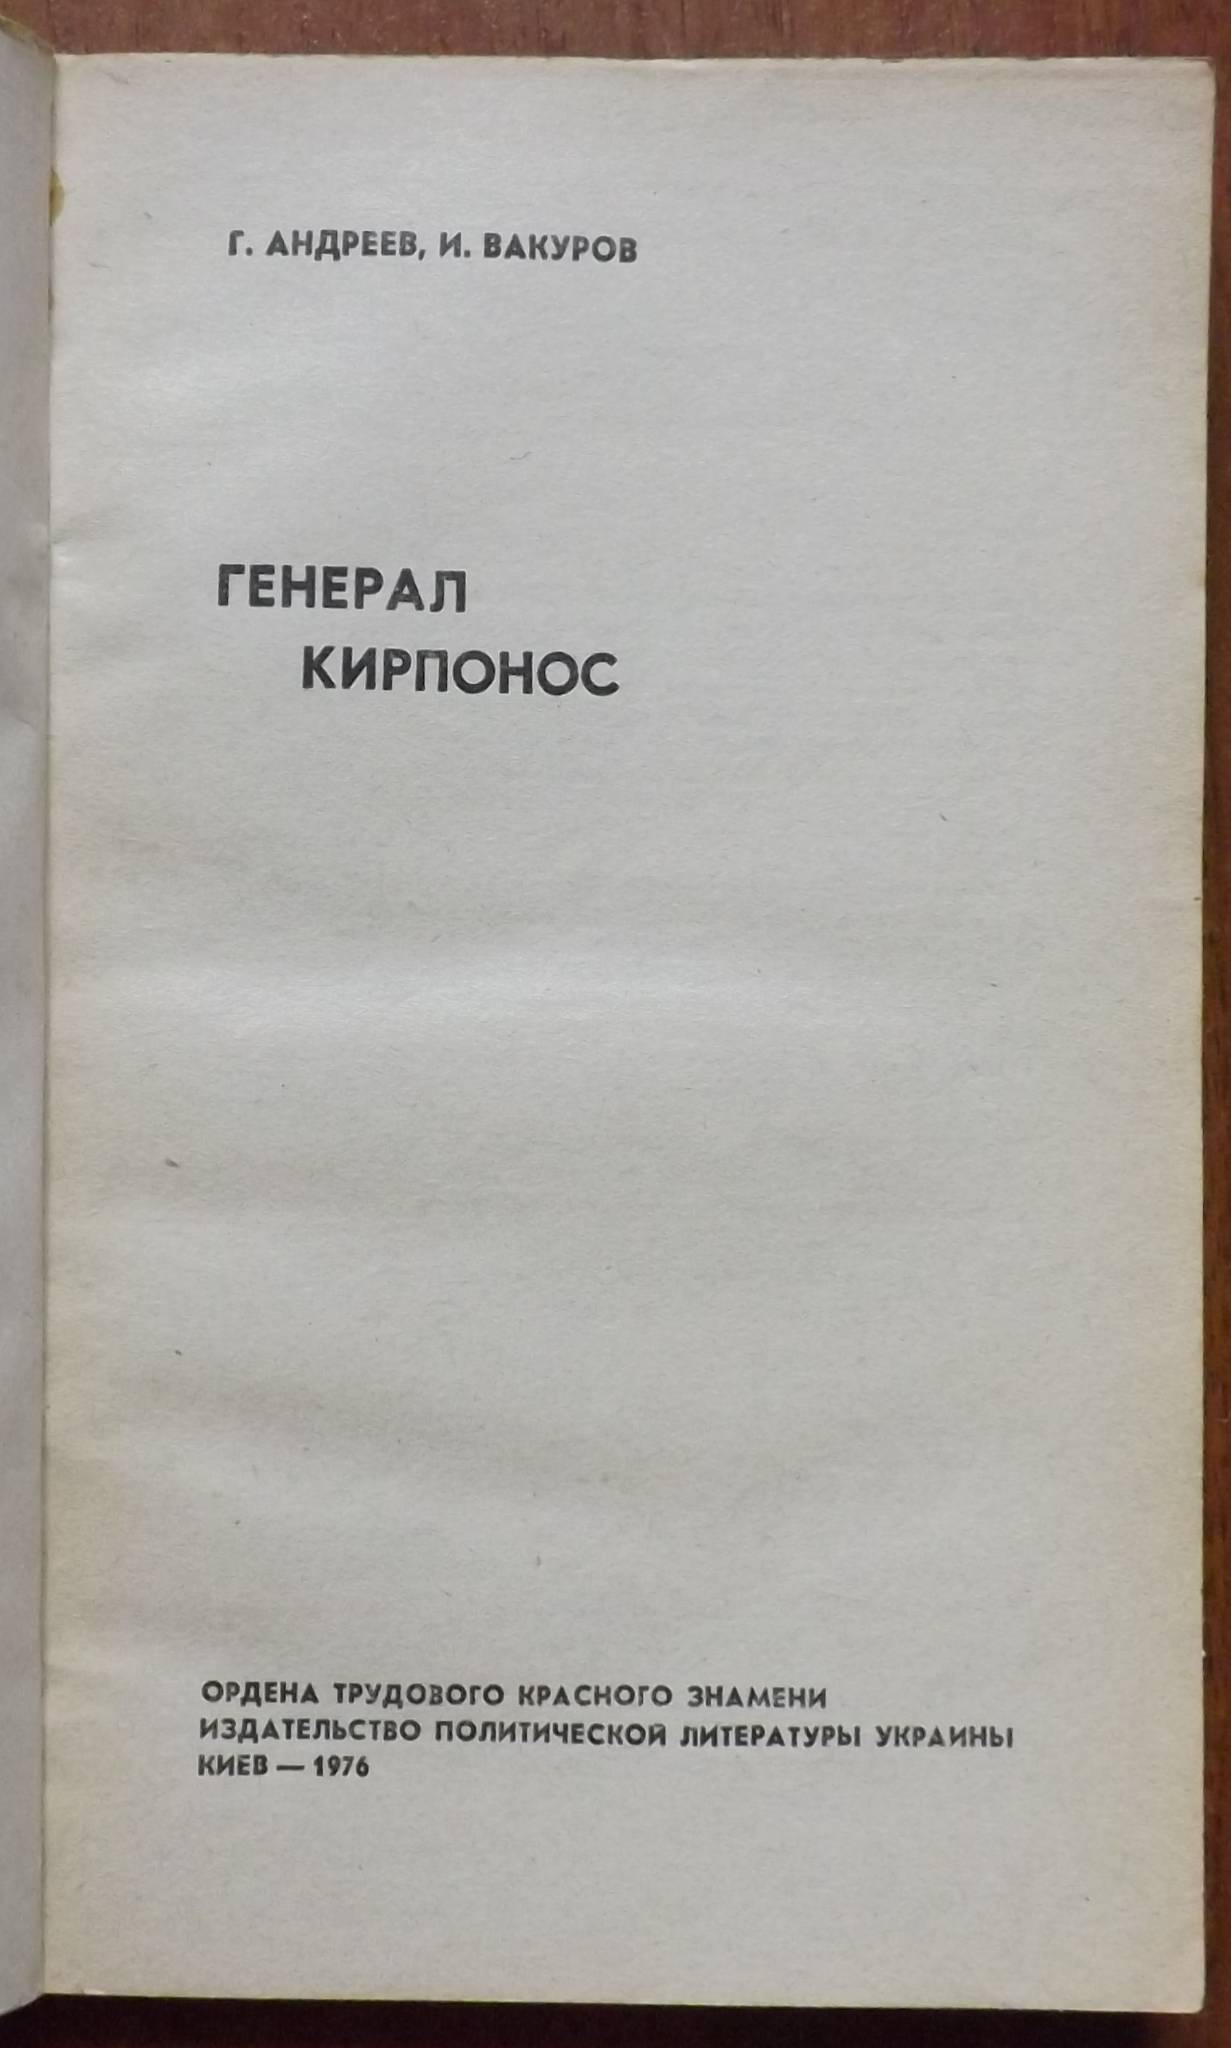 Г. АНДРЕЕВ, И. ВАКУРОВ
ГЕНЕРАЛ
КИРПОНОС
ОРДЕНА ТРУДОВОГО КРАСНОГО ЗНАМЕНИ
ИЗДАТЕЛЬСТВО ПОЛИТИЧЕСКОЙ ЛИТЕРАТУРЫ УКРАИНЫ
КИЕВ — 1976